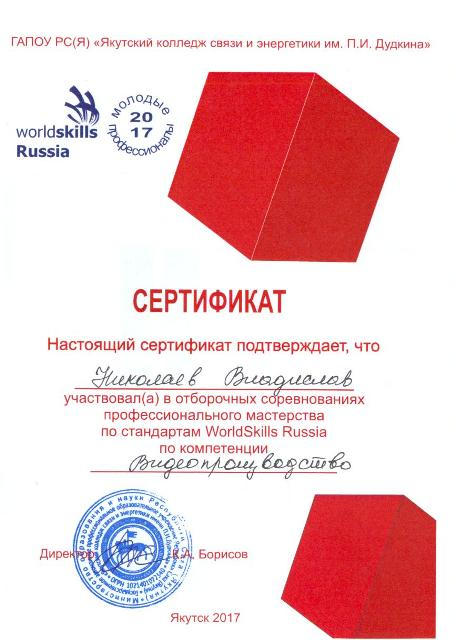 ГАПОУ РС(Я) «Якутский колледж связи и энергетики им. П.И. Дудкина»
worldskills
Russia
молодые
20
17
профессионалы
СЕРТИФИКАТ
Настоящий сертификат подтверждает, что
Николаев Владислав
участвовал(а) в отборочных соревнованиях
профессионального мастерства
по стандартам WorldSkills Russia
по компетенции
Видеопроизводство
Директор К.А. Борисов
Якутск 2017